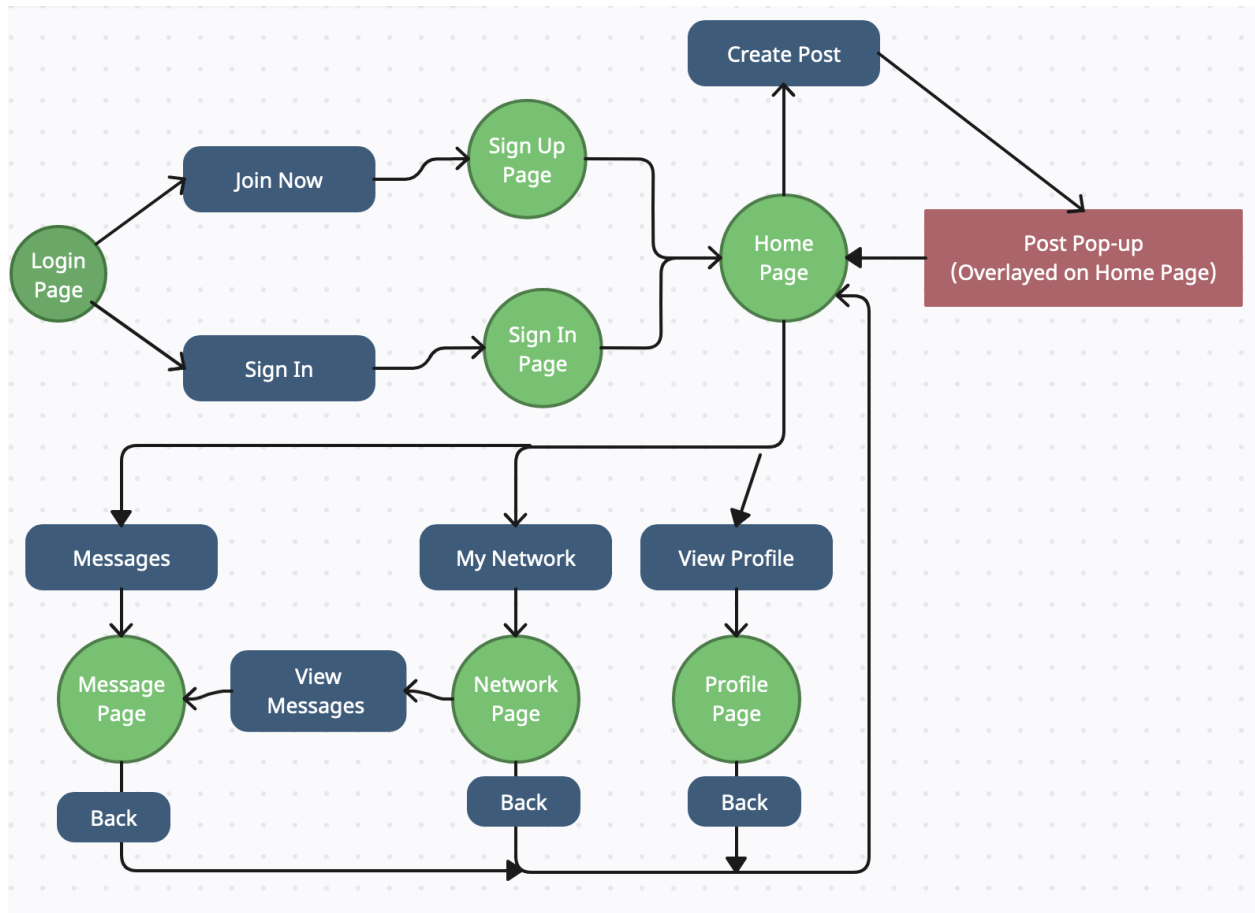 Create Post
Sign Up
Page
Join Now
Login
Page
Home
Page
Post Pop-up
(Overlayed on Home Page)
Sign In
Sign In
Page
Messages
My Network
View Profile
Message
Page
View
Messages
Network
Page
Profile
Page
Back
Back
Back